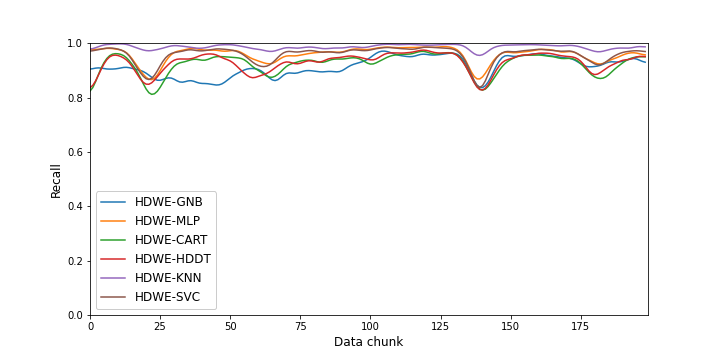 1.0
0.8
0.6
0.4
0.2
0.0
Recall
HDWE-GNB
HDWE-MLP
HDWE-CART
HDWE-HDDT
HDWE-KNN
HDWE-SVC
0 25 50 75 100 125 150 175
Data chunk